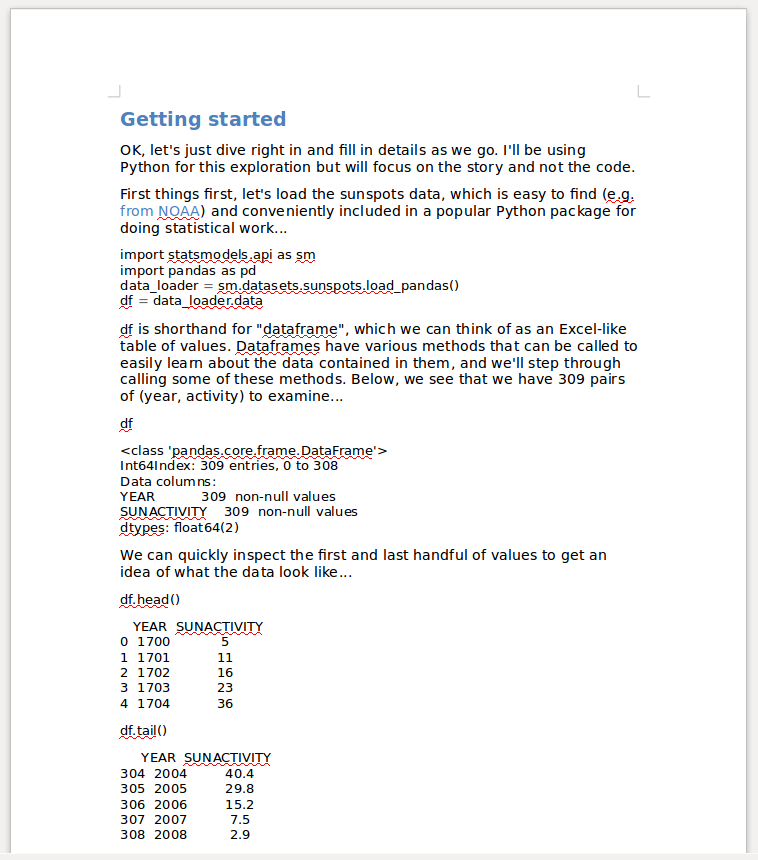 Getting started
OK, let's just dive right in and fill in details as we go. I'll be using
Python for this exploration but will focus on the story and not the code.
First things first, let's load the sunspots data, which is easy to find (e.g.
from NOAA) and conveniently included in a popular Python package for
doing statistical work...
import statsmodels.api as sm
import pandas as pd
data_loader = sm.datasets.sunspots.load_pandas()
df = data_loader.data
df is shorthand for "dataframe", which we can think of as an Excel-like
table of values. Dataframes have various methods that can be called to
easily learn about the data contained in them, and we'll step through
calling some of these methods. Below, we see that we have 309 pairs
of (year, activity) to examine...
df
<class 'pandas.core.frame.DataFrame'>
Int64Index: 309 entries, 0 to 308
Data columns:
YEAR 309 non-null values
SUNACTIVITY 309 non-null values
dtypes: float64(2)
We can quickly inspect the first and last handful of values to get an
idea of what the data look like...
df.head()
YEAR SUNACTIVITY
0 1700 5
1 1701 11
2 1702 16
3 1703 23
4 1704 36
df.tail()
YEAR SUNACTIVITY
304 2004 40.4
305 2005 29.8
306 2006 15.2
307 2007 7.5
308 2008 2.9